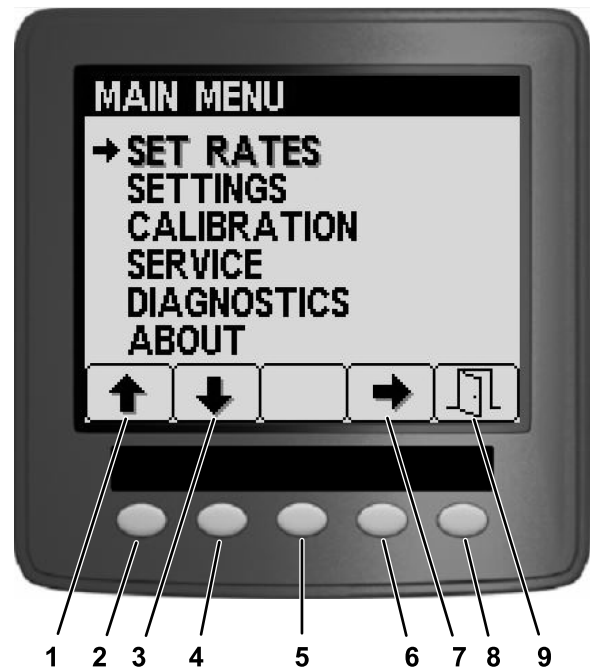 MAIN MENU
SET RATES
SETTINGS
CALIBRATION
SERVICE
DIAGNOSTICS
ABOUT
1 2 3 4 5 6 7 8 9